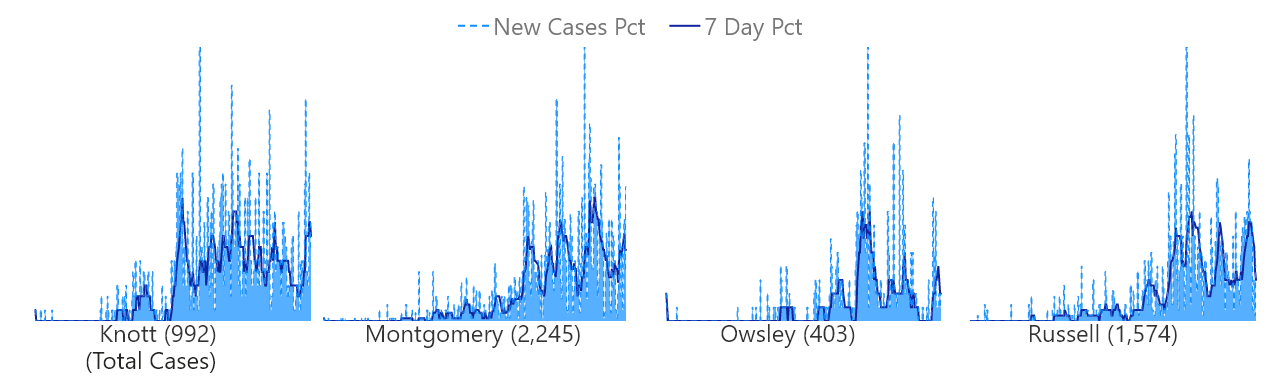 New Cases Pct 7 Day Pct
Knott (992) Montgomery (2,245) Owsley (403) Russell (1,574)
(Total Cases)